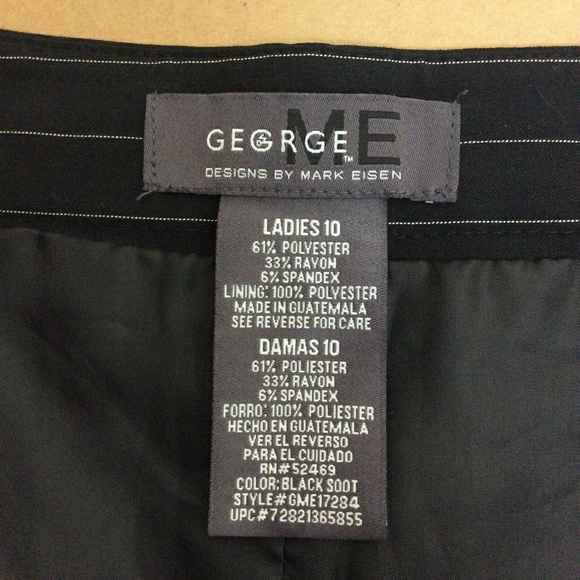 GEORGE ME™
DESIGNS BY MARK EISEN
LADIES 10
61% POLYESTER
33% RAYON
6% SPANDEX
LINING: 100% POLYESTER
MADE IN GUATEMALA
SEE REVERSE FOR CARE
DAMAS 10
61% POLIESTER
33% RAYON
6% SPANDEX
FORRO: 100% POLIESTER
HECHO EN GUATEMALA
VER EL REVERSO
PARA EL CUIDADO
RN# 52469
COLOR: BLACK SOOT
STYLE# GME17284
UPC# 72821365855